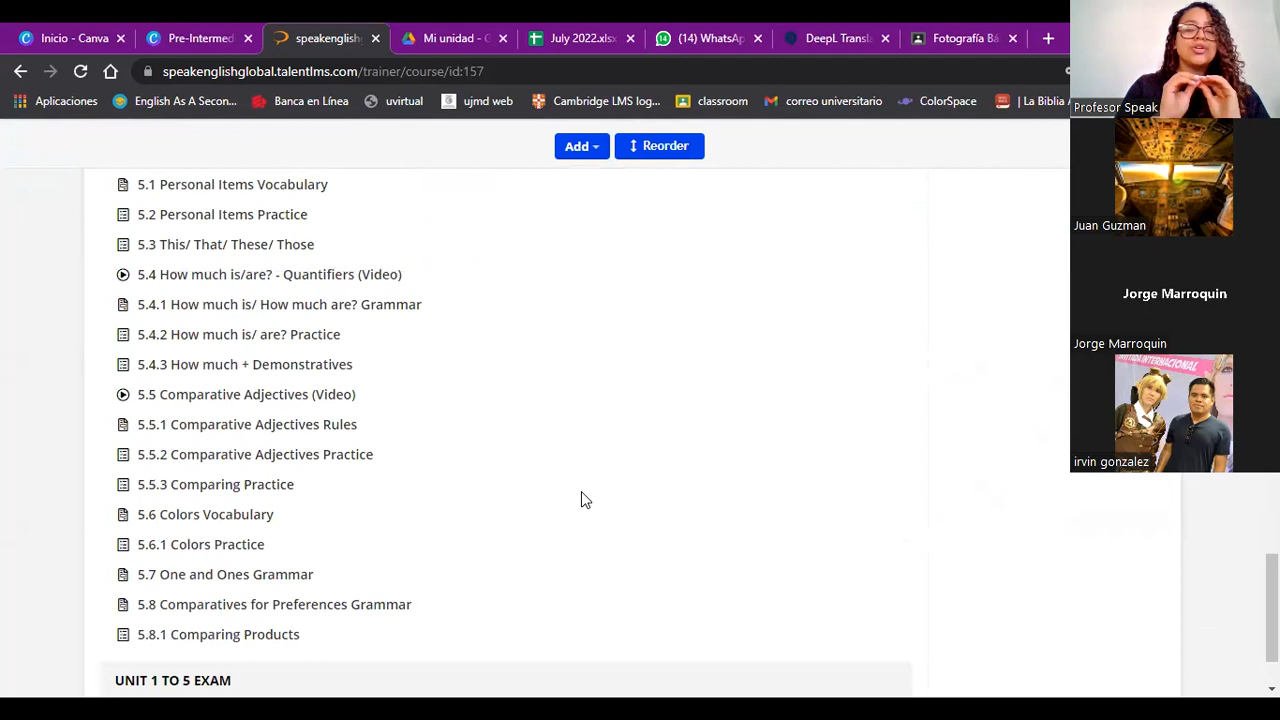 Inicio - Canva
Pre-Intermed
speakenglish
Mi unidad - G
July 2022.xls
(14) WhatsAp
DeepL Transla
Fotografía Bá
speakenglishglobal.talentlms.com/trainer/course/id:157
Aplicaciones
English As A Secon...
Banca en Línea
uvirtual
ujmd web
Cambridge LMS log...
classroom
correo universitario
ColorSpace
| La Biblia
Add
Reorder
5.1 Personal Items Vocabulary
5.2 Personal Items Practice
5.3 This/ That/ These/ Those
5.4 How much is/are? - Quantifiers (Video)
5.4.1 How much is/ How much are? Grammar
5.4.2 How much is/ are? Practice
5.4.3 How much + Demonstratives
5.5 Comparative Adjectives (Video)
5.5.1 Comparative Adjectives Rules
5.5.2 Comparative Adjectives Practice
5.5.3 Comparing Practice
5.6 Colors Vocabulary
5.6.1 Colors Practice
5.7 One and Ones Grammar
5.8 Comparatives for Preferences Grammar
5.8.1 Comparing Products
UNIT 1 TO 5 EXAM
Profesor Speak
Juan Guzman
Jorge Marroquin
Jorge Marroquin
INTERNACIONAL
irvin gonzalez